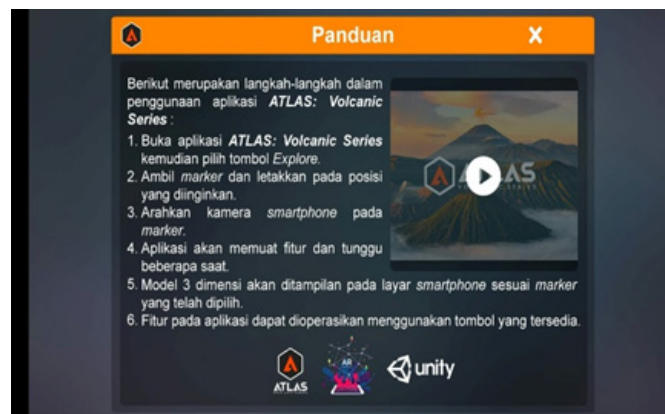 Panduan
X
Berikut merupakan langkah-langkah dalam
penggunaan aplikasi ATLAS: Volcanic
Series :
1. Buka aplikasi ATLAS: Volcanic Series
kemudian pilih tombol Explore.
2. Ambil marker dan letakkan pada posisi
yang diinginkan.
3. Arahkan kamera smartphone pada
marker.
4. Aplikasi akan memuat fitur dan tunggu
beberapa saat.
5. Model 3 dimensi akan ditampilan pada layar smartphone sesuai marker
yang telah dipilih.
6. Fitur pada aplikasi dapat dioperasikan menggunakan tombol yang tersedia.
ATLAS
AR
unity